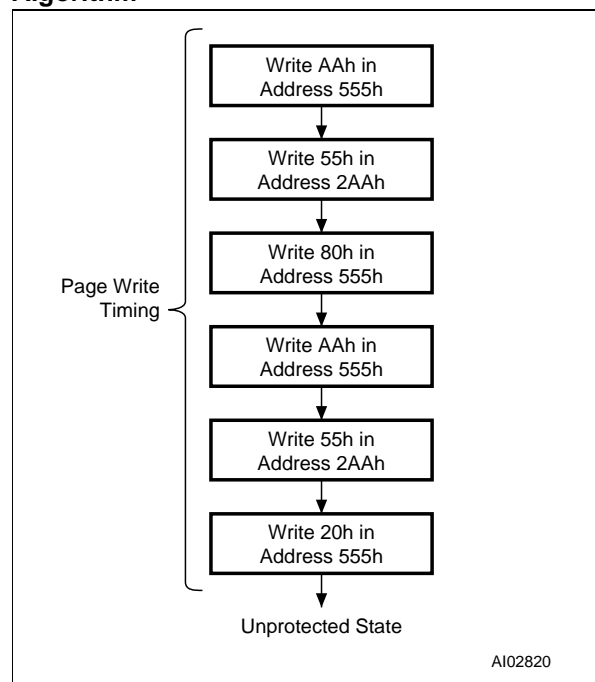 Write AAh in
Address 555h
Write 55h in
Address 2AAh
Write 80h in
Address 555h
Page Write
Timing
Write AAh in
Address 555h
Write 55h in
Address 2AAh
Write 20h in
Address 555h
Unprotected State
AI02820